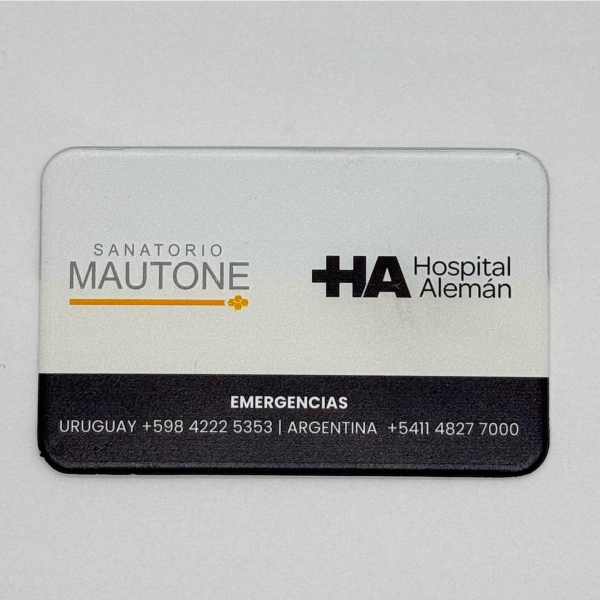 SANATORIO
MAUTONE
HA Hospital
Alemán
EMERGENCIAS
URUGUAY +598 4222 5353 | ARGENTINA +5411 4827 7000